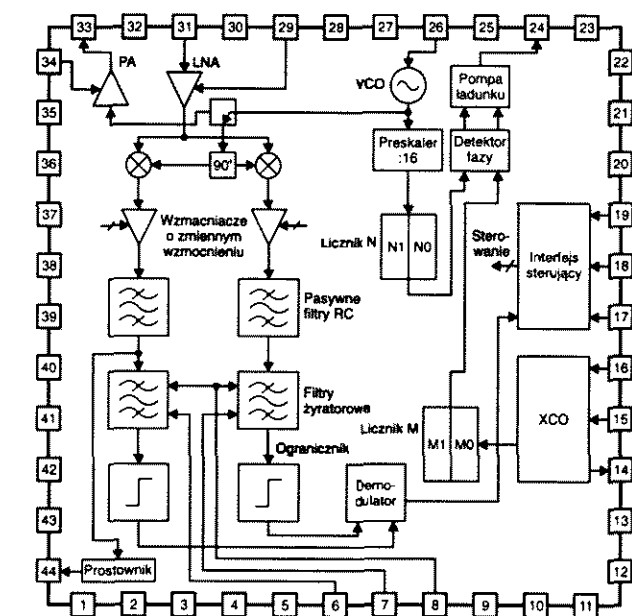 33 32 31 30 29 28 27 26 25 24 23
34 PA LNA VCO Pompa ładunku 22
35 21
36 90° Preskaler :16 Detektor fazy 20
37 Wzmacniacze o zmiennym wzmocnieniu Licznik N N1 N0 Sterowanie Interfejs sterujący 19
38 18
39 Pasywne filtry RC 17
40 16
41 Filtry żyratorowe Licznik M M1 M0 XCO 15
42 Ogranicznik 14
43 Demodulator 13
44 Prostownik 12
1 2 3 4 5 6 7 8 9 10 11